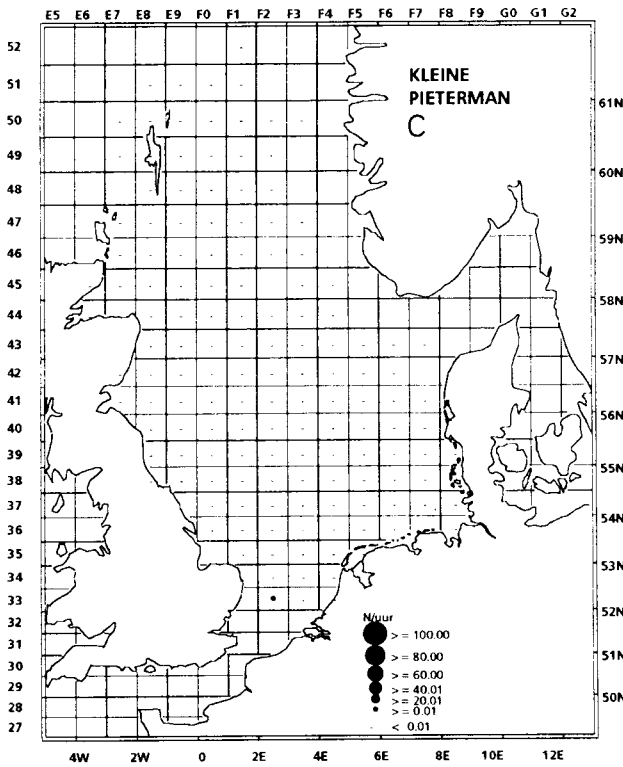 E5 E6 E7 E8 E9 F0 F1 F2 F3 F4 F5 F6 F7 F8 F9 G0 G1 G2
52
51
50
49
48
47
46
45
44
43
42
41
40
39
38
37
36
35
34
33
32
31
30
29
28
27
KLEINE
PIETERMAN
C
61N
60N
59N
58N
57N
56N
55N
54N
53N
52N
51N
50N
N/uur
>= 100.00
>= 80.00
>= 60.00
>= 40.01
>= 20.01
>= 0.01
< 0.01
4W 2W 0 2E 4E 6E 8E 10E 12E